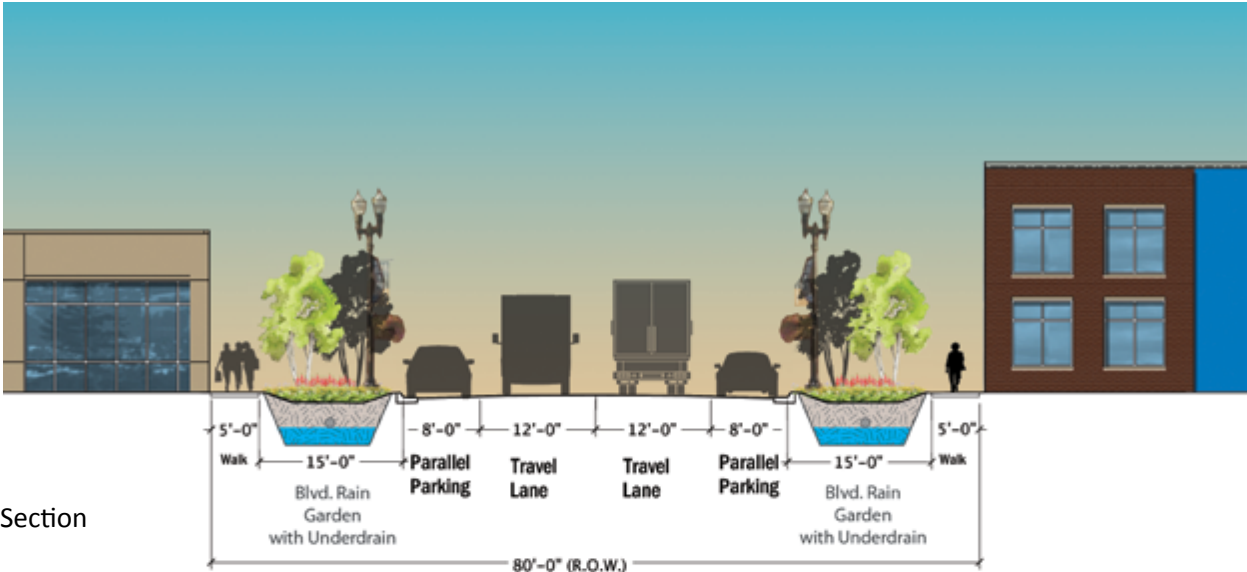 5'-0" 8'-0" 12'-0" 12'-0" 8'-0" 5'-0"
Walk 15'-0" Parallel Parking Travel Lane Travel Lane Parallel Parking 15'-0" Walk
Blvd. Rain
Garden
with Underdrain
Blvd. Rain
Garden
with Underdrain
Section
80'-0" (R.O.W.)